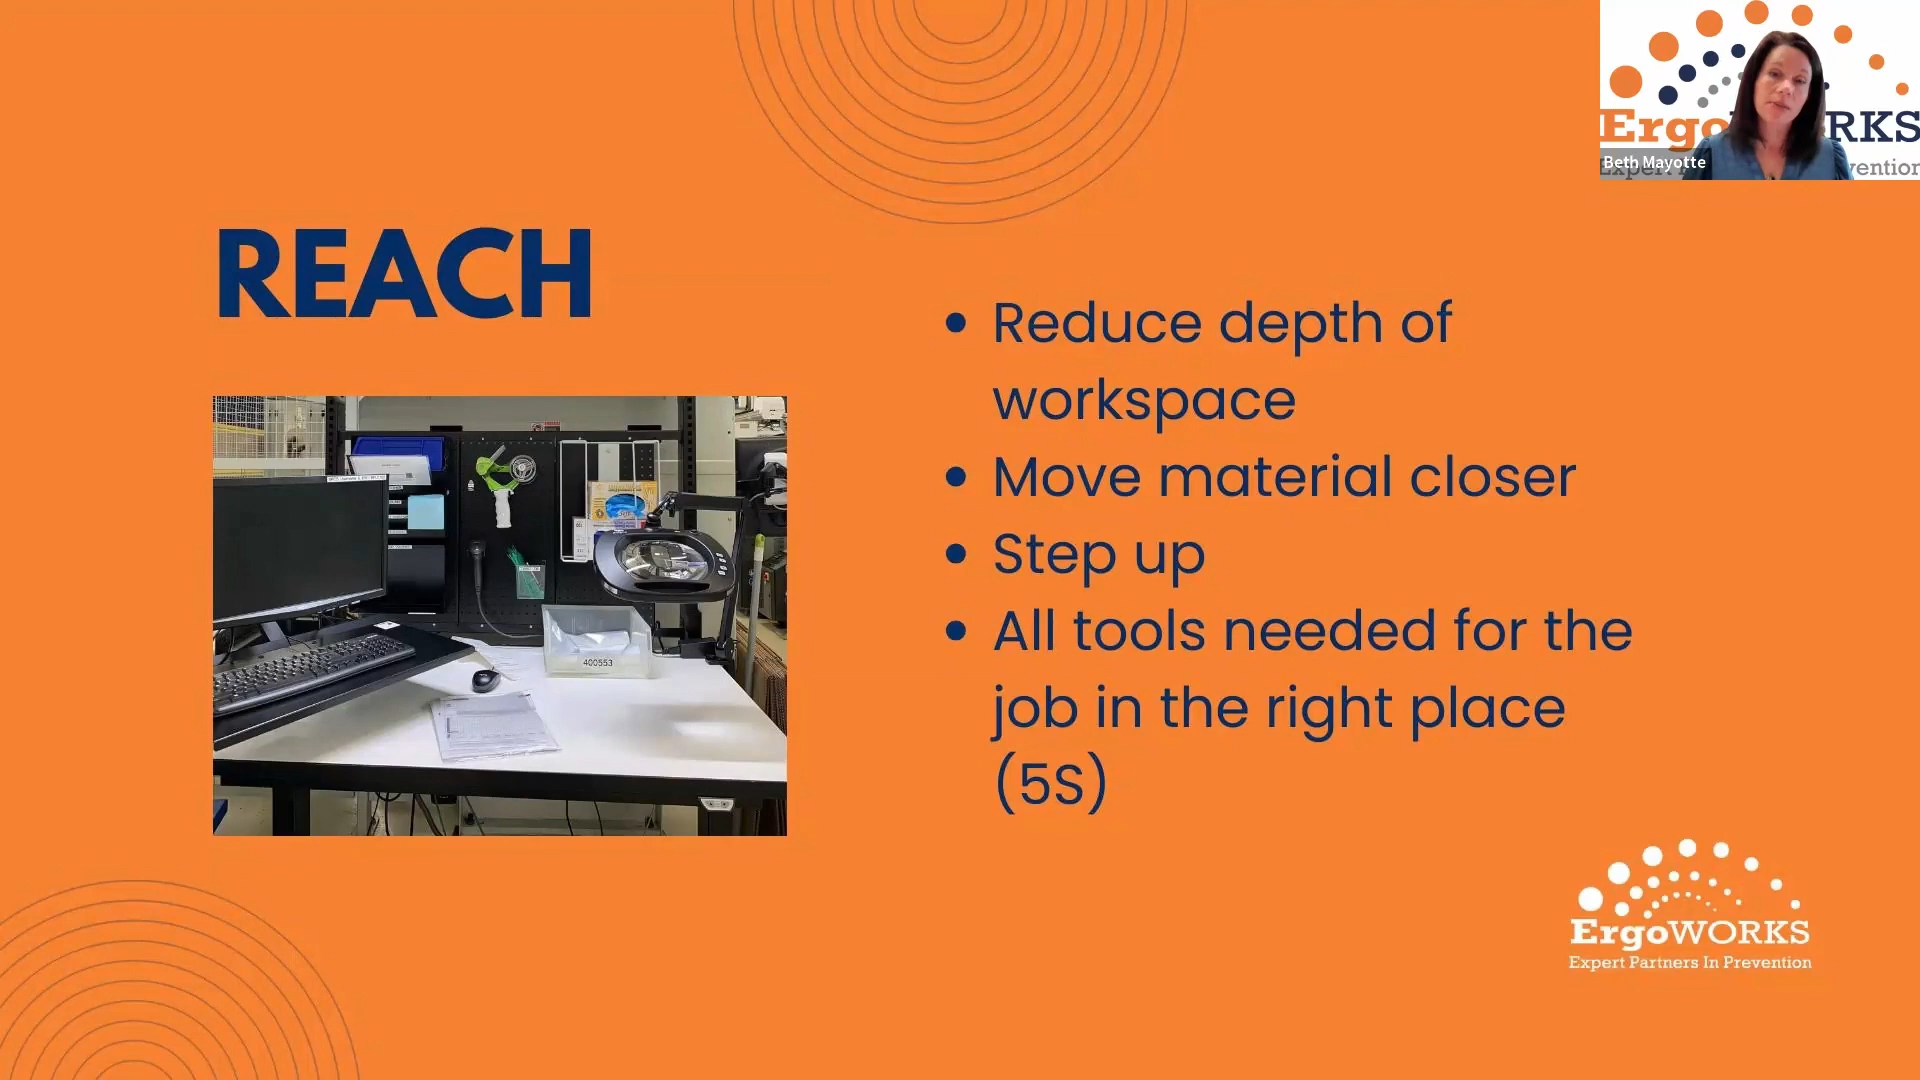 REACH
Reduce depth of
workspace
Move material closer
Step up
All tools needed for the
job in the right place
(5S)
400553
ErgoWORKS
Expert Partners In Prevention
Beth Mayotte